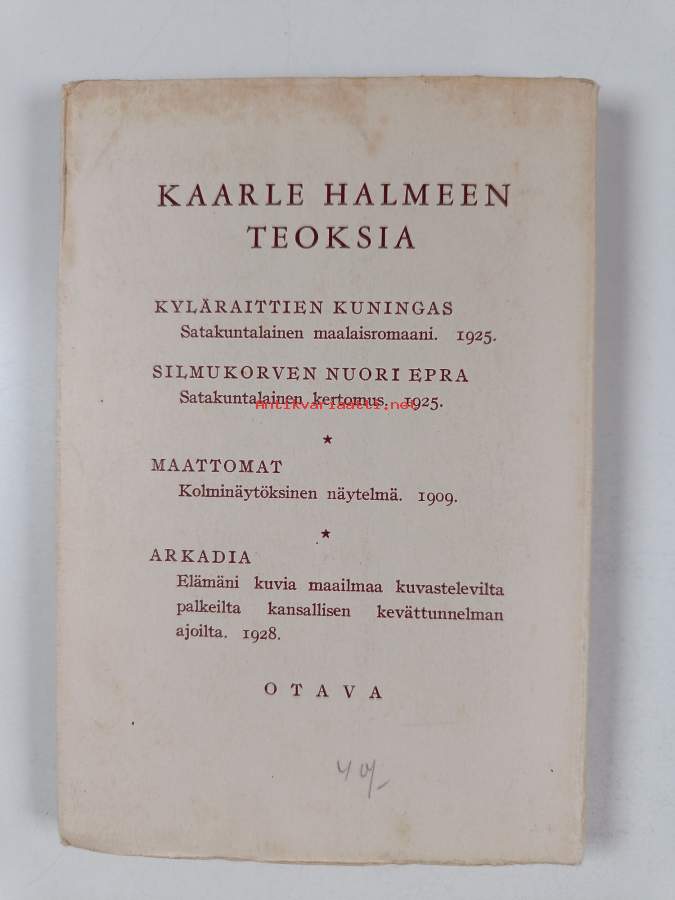 KAARLE HALMEEN
TEOKSIA
KYLÄRAITTIEN KUNINGAS
Satakuntalainen maalaisromaani. 1925.
SILMUKORVEN NUORI EPRA
Satakuntalainen kertomus. 1925.
Antikvariaatti.net
MAATTOMAT
Kolminäytöksinen näytelmä. 1909.
ARKADIA
Elämäni kuvia maailmaa kuvastelevilta
palkeilta kansallisen kevättunnelman
ajoilta. 1928.
OTAVA